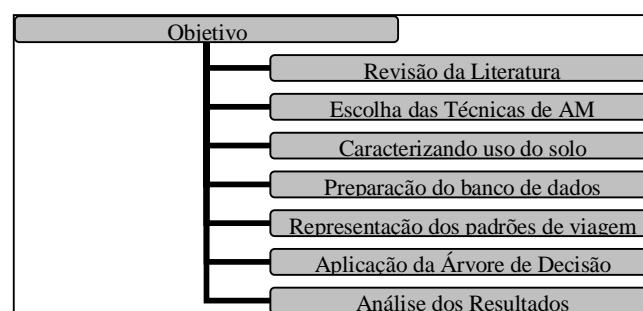 Objetivo
Revisão da Literatura
Escolha das Técnicas de AM
Caracterizando uso do solo
Preparação do banco de dados
Representação dos padrões de viagem
Aplicação da Árvore de Decisão
Análise dos Resultados